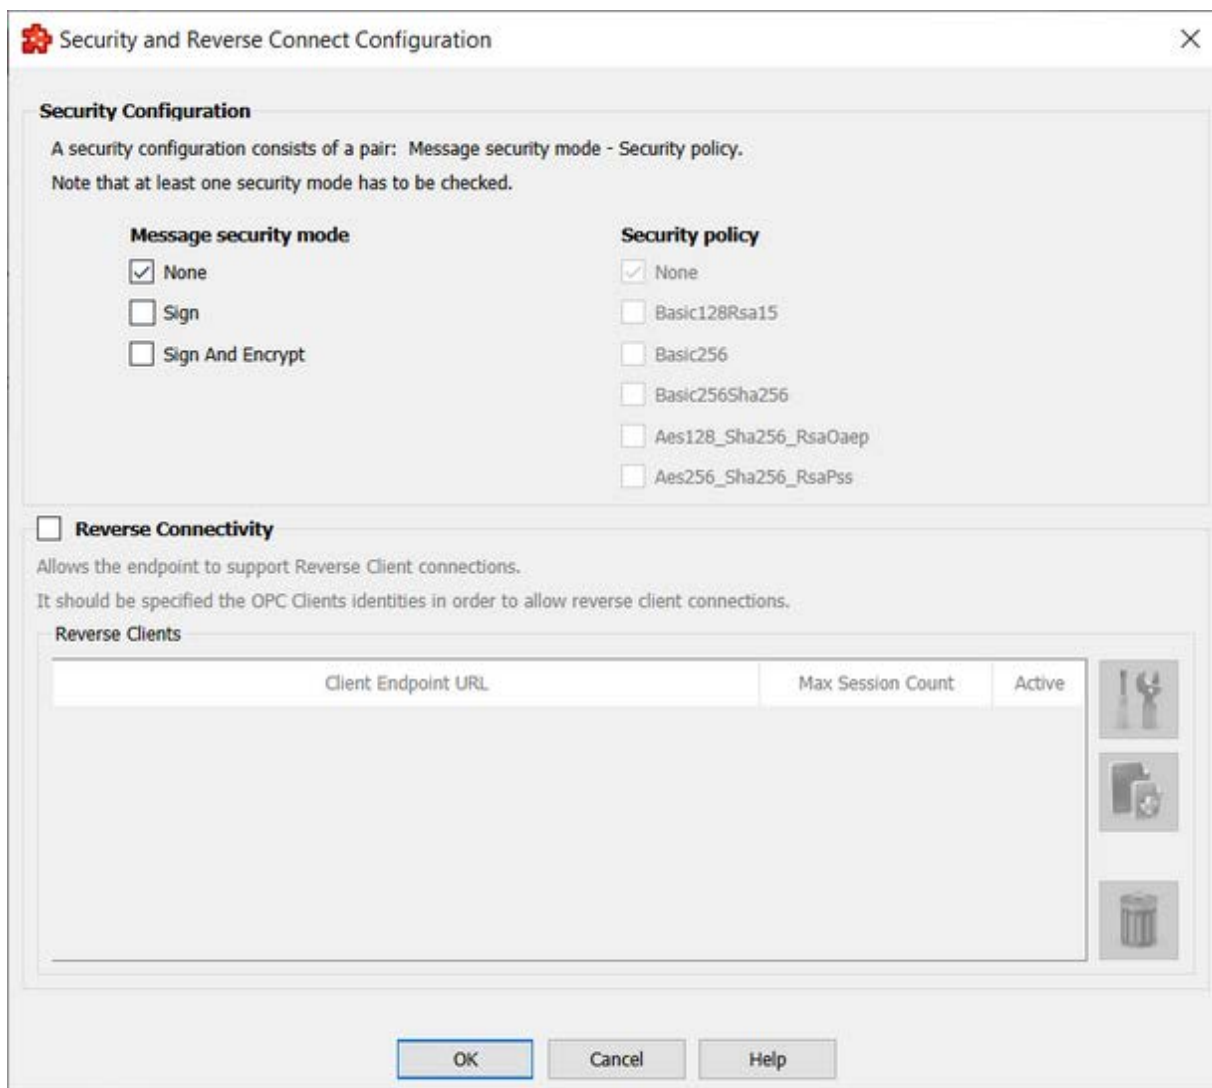 Security and Reverse Connect Configuration
Security Configuration
A security configuration consists of a pair: Message security mode - Security policy.
Note that at least one security mode has to be checked.
Message security mode
None
Sign
Sign And Encrypt
Security policy
None
Basic128Rsa15
Basic256
Basic256Sha256
Aes128_Sha256_RsaOaep
Aes256_Sha256_RsaPss
Reverse Connectivity
Allows the endpoint to support Reverse Client connections.
It should be specified the OPC Clients identities in order to allow reverse client connections.
Reverse Clients
Client Endpoint URL Max Session Count Active
OK Cancel Help